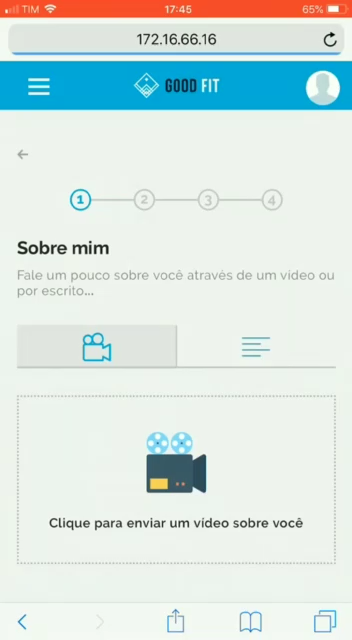 TIM 17:45 65%
172.16.66.16
GOOD FIT
1 2 3 4
Sobre mim
Fale um pouco sobre você através de um vídeo ou
por escrito...
Clique para enviar um vídeo sobre você